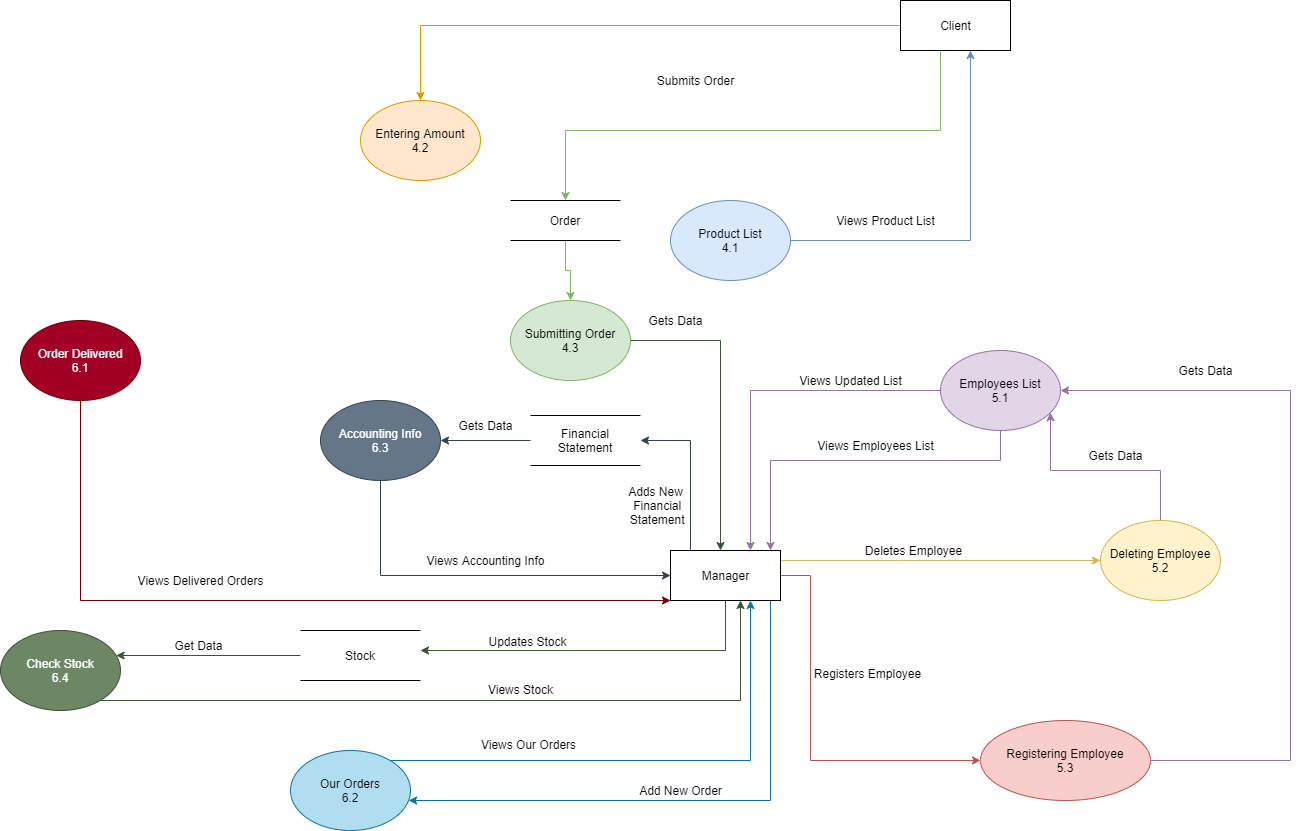 Client
Submits Order
Entering Amount
4.2
Order
Product List
4.1
Views Product List
Submitting Order
4.3
Gets Data
Order Delivered
6.1
Employees List
5.1
Views Updated List
Gets Data
Accounting Info
6.3
Gets Data
Financial
Statement
Views Employees List
Gets Data
Adds New
Financial
Statement
Deletes Employee
Deleting Employee
5.2
Views Accounting Info
Manager
Views Delivered Orders
Check Stock
6.4
Get Data
Stock
Updates Stock
Views Stock
Registers Employee
Views Our Orders
Our Orders
6.2
Add New Order
Registering Employee
5.3